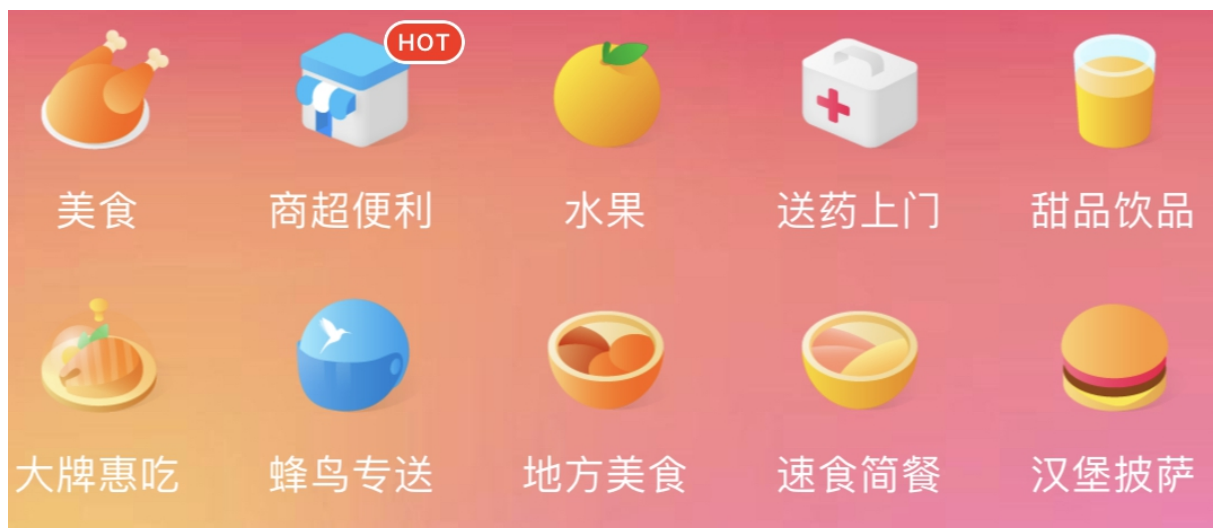 HOT
美食
商超便利
水果
送药上门
甜品饮品
大牌惠吃
蜂鸟专送
地方美食
速食简餐
汉堡披萨